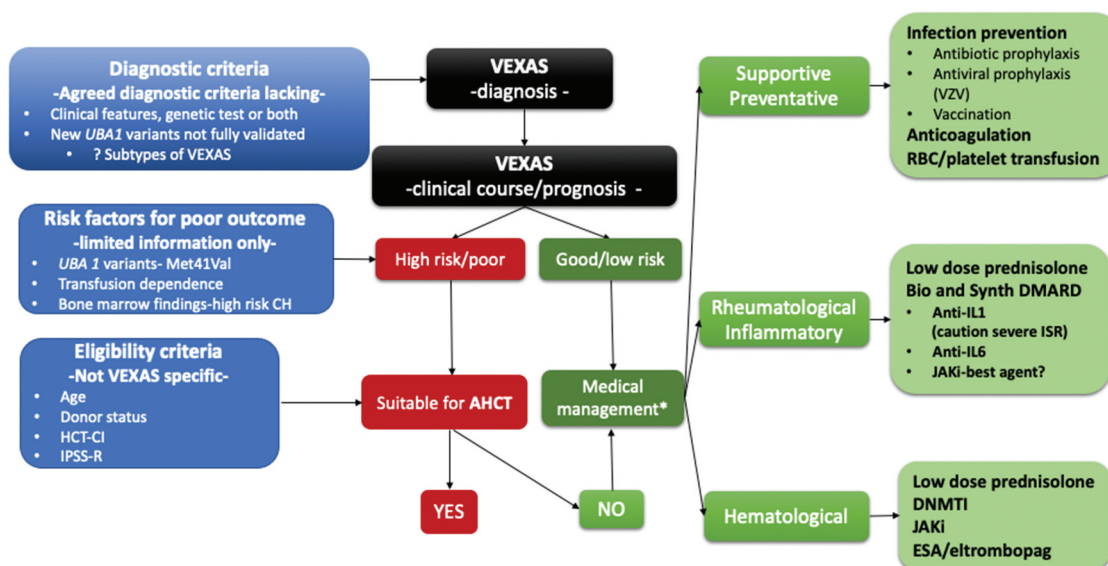 Diagnostic criteria
-Agreed diagnostic criteria lacking-
• Clinical features, genetic test or both
• New UBA1 variants not fully validated
• ? Subtypes of VEXAS
VEXAS
-diagnosis -
VEXAS
-clinical course/prognosis -
Risk factors for poor outcome
-limited information only-
• UBA 1 variants- Met41Val
• Transfusion dependence
• Bone marrow findings-high risk CH
High risk/poor
Good/low risk
Eligibility criteria
-Not VEXAS specific-
• Age
• Donor status
• HCT-CI
• IPSS-R
Suitable for AHCT
Medical
management*
YES
NO
Supportive
Preventative
Infection prevention
• Antibiotic prophylaxis
• Antiviral prophylaxis
(VZV)
• Vaccination
Anticoagulation
RBC/platelet transfusion
Rheumatological
Inflammatory
Low dose prednisolone
Bio and Synth DMARD
• Anti-IL1
(caution severe ISR)
• Anti-IL6
• JAKi-best agent?
Hematological
Low dose prednisolone
DNMTI
JAKi
ESA/eltrombopag